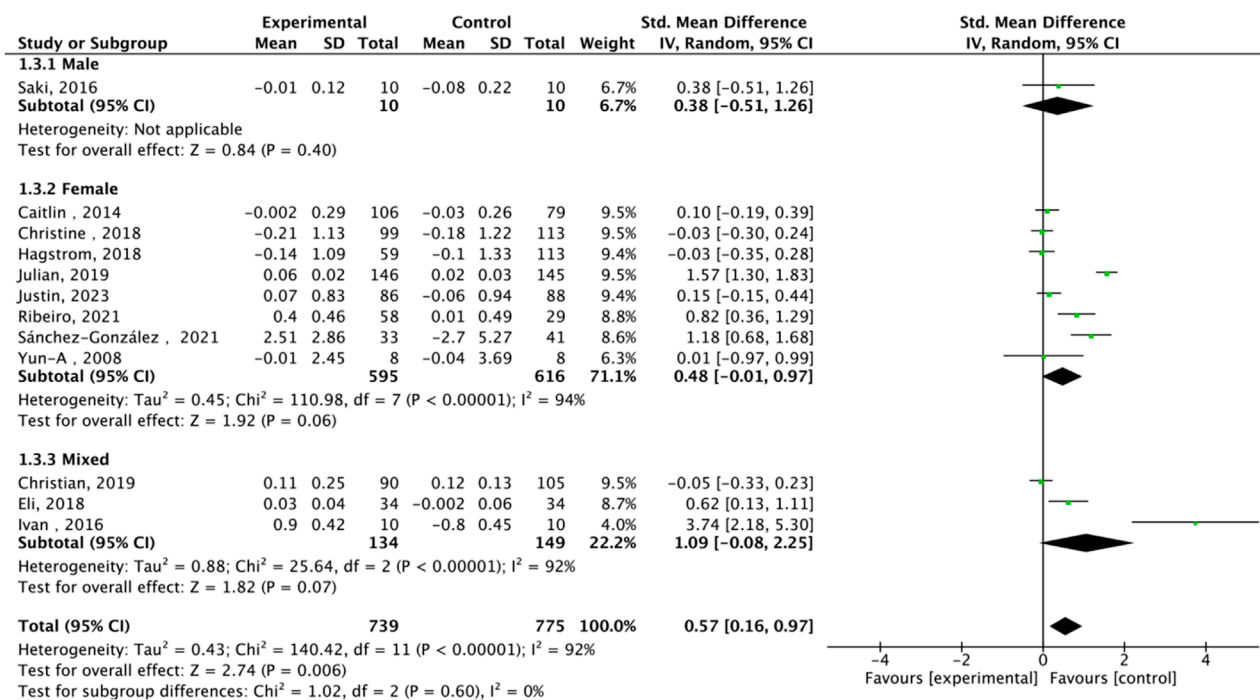 Experimental Control Std. Mean Difference Std. Mean Difference
Study or Subgroup Mean SD Total Mean SD Total Weight IV, Random, 95% CI IV, Random, 95% CI
1.3.1 Male
Saki, 2016 −0.01 0.12 10 −0.08 0.22 10 6.7% 0.38 [−0.51, 1.26]
Subtotal (95% CI) 10 10 6.7% 0.38 [−0.51, 1.26]
Heterogeneity: Not applicable
Test for overall effect: Z = 0.84 (P = 0.40)
1.3.2 Female
Caitlin , 2014 −0.002 0.29 106 −0.03 0.26 79 9.5% 0.10 [−0.19, 0.39]
Christine , 2018 −0.21 1.13 99 −0.18 1.22 113 9.5% −0.03 [−0.30, 0.24]
Hagstrom, 2018 −0.14 1.09 59 −0.1 1.33 113 9.4% −0.03 [−0.35, 0.28]
Julian, 2019 0.06 0.02 146 0.02 0.03 145 9.5% 1.57 [1.30, 1.83]
Justin, 2023 0.07 0.83 86 −0.06 0.94 88 9.4% 0.15 [−0.15, 0.44]
Ribeiro, 2021 0.4 0.46 58 0.01 0.49 29 8.8% 0.82 [0.36, 1.29]
Sánchez–González , 2021 2.51 2.86 33 −2.7 5.27 41 8.6% 1.18 [0.68, 1.68]
Yun–A , 2008 −0.01 2.45 8 −0.04 3.69 8 6.3% 0.01 [−0.97, 0.99]
Subtotal (95% CI) 595 616 71.1% 0.48 [−0.01, 0.97]
Heterogeneity: Tau² = 0.45; Chi² = 110.98, df = 7 (P < 0.00001); I² = 94%
Test for overall effect: Z = 1.92 (P = 0.06)
1.3.3 Mixed
Christian, 2019 0.11 0.25 90 0.12 0.13 105 9.5% −0.05 [−0.33, 0.23]
Eli, 2018 0.03 0.04 34 −0.002 0.06 34 8.7% 0.62 [0.13, 1.11]
Ivan , 2016 0.9 0.42 10 −0.8 0.45 10 4.0% 3.74 [2.18, 5.30]
Subtotal (95% CI) 134 149 22.2% 1.09 [−0.08, 2.25]
Heterogeneity: Tau² = 0.88; Chi² = 25.64, df = 2 (P < 0.00001); I² = 92%
Test for overall effect: Z = 1.82 (P = 0.07)
Total (95% CI) 739 775 100.0% 0.57 [0.16, 0.97]
Heterogeneity: Tau² = 0.43; Chi² = 140.42, df = 11 (P < 0.00001); I² = 92%
Test for overall effect: Z = 2.74 (P = 0.006)
Test for subgroup differences: Chi² = 1.02, df = 2 (P = 0.60), I² = 0%
−4 −2 0 2 4
Favours [experimental] Favours [control]